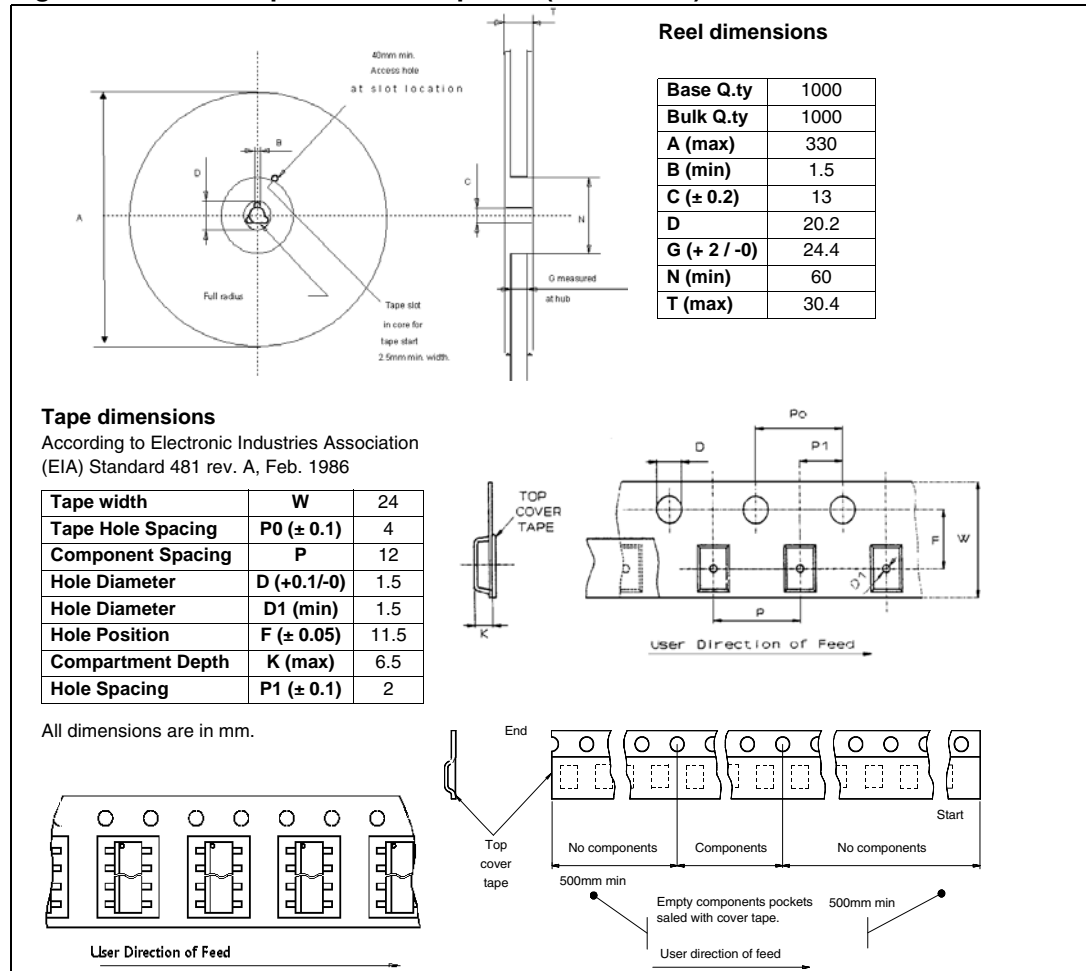 T
Reel dimensions
40mm min.
Access hole
at slot location
B
D
A
C
N
G measured
at hub
Full radius
Tape slot
in core for
tape start
2.5mm min. width.
Base Q.ty 1000
Bulk Q.ty 1000
A (max) 330
B (min) 1.5
C (± 0.2) 13
D 20.2
G (+ 2 / -0) 24.4
N (min) 60
T (max) 30.4
Tape dimensions
According to Electronic Industries Association
(EIA) Standard 481 rev. A, Feb. 1986
Tape width W 24
Tape Hole Spacing P0 (± 0.1) 4
Component Spacing P 12
Hole Diameter D (+0.1/-0) 1.5
Hole Diameter D1 (min) 1.5
Hole Position F (± 0.05) 11.5
Compartment Depth K (max) 6.5
Hole Spacing P1 (± 0.1) 2
All dimensions are in mm.
Po
D
P1
TOP
COVER
TAPE
F
W
D1
P
K
User Direction of Feed
End
Start
Top
cover
tape
No components
Components
No components
500mm min
Empty components pockets
saled with cover tape.
500mm min
User direction of feed
User Direction of Feed